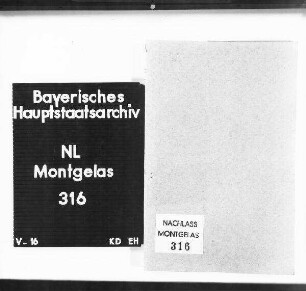 Bayerisches
Hauptstaatsarchiv
NL
Montgelas
316
V-16 KD EH
NACHLASS
MONTGELAS
316